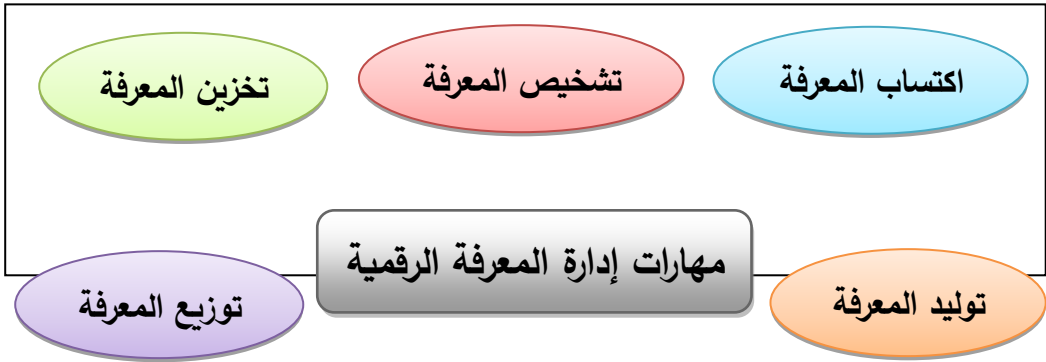 اكتساب المعرفة
تشخيص المعرفة
تخزين المعرفة
مهارات إدارة المعرفة الرقمية
توليد المعرفة
توزيع المعرفة